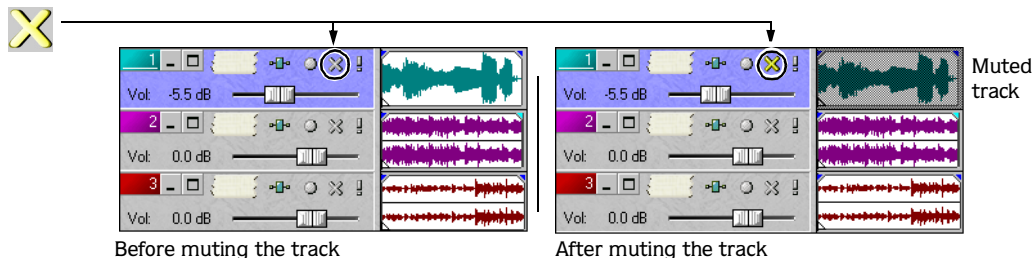 1
Vol: -5.5 dB
2
Vol: 0.0 dB
3
Vol: 0.0 dB
Before muting the track
1
Vol: -5.5 dB
2
Vol: 0.0 dB
3
Vol: 0.0 dB
After muting the track
Muted
track